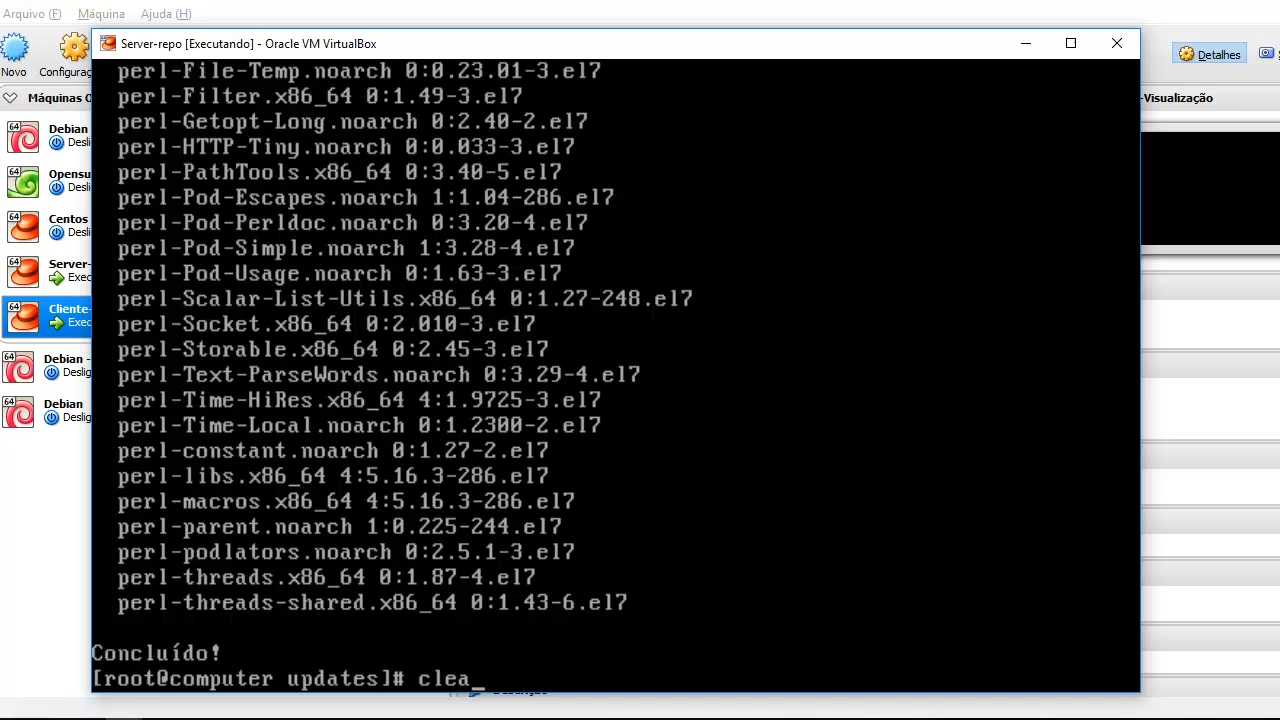 Arquivo (F) Máquina Ajuda (H)
Server-repo [Executando] - Oracle VM VirtualBox
Novo
Detalhes
Máquinas
-Visualização
64 Debian
64 Opensu
64 Centos
64 Server-
64 Cliente-
64 Debian -
64 Debian
perl-File-Temp.noarch 0:0.23.01-3.el7
perl-Filter.x86_64 0:1.49-3.el7
perl-Getopt-Long.noarch 0:2.40-2.el7
perl-HTTP-Tiny.noarch 0:0.033-3.el7
perl-PathTools.x86_64 0:3.40-5.el7
perl-Pod-Escapes.noarch 1:1.04-286.el7
perl-Pod-Perldoc.noarch 0:3.20-4.el7
perl-Pod-Simple.noarch 1:3.28-4.el7
perl-Pod-Usage.noarch 0:1.63-3.el7
perl-Scalar-List-Utils.x86_64 0:1.27-248.el7
perl-Socket.x86_64 0:2.010-3.el7
perl-Storable.x86_64 0:2.45-3.el7
perl-Text-ParseWords.noarch 0:3.29-4.el7
perl-Time-HiRes.x86_64 4:1.9725-3.el7
perl-Time-Local.noarch 0:1.2300-2.el7
perl-constant.noarch 0:1.27-2.el7
perl-libs.x86_64 4:5.16.3-286.el7
perl-macros.x86_64 4:5.16.3-286.el7
perl-parent.noarch 1:0.225-244.el7
perl-podlators.noarch 0:2.5.1-3.el7
perl-threads.x86_64 0:1.87-4.el7
perl-threads-shared.x86_64 0:1.43-6.el7
Concluído!
[root@computer updates]# clea_